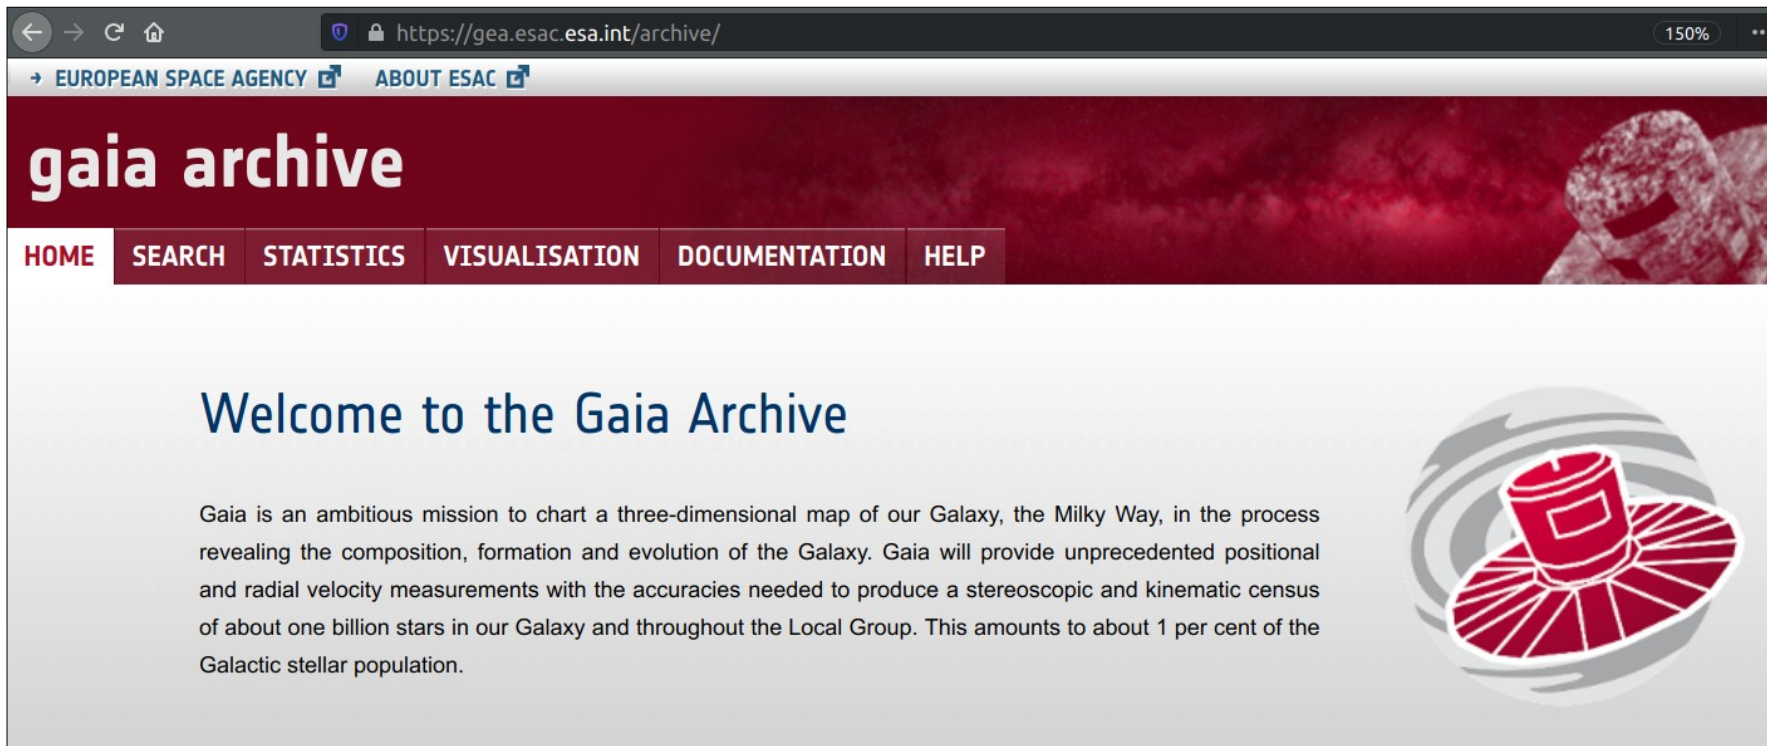 https://gea.esac.esa.int/archive/
150%
EUROPEAN SPACE AGENCY ABOUT ESAC
gaia archive
HOME SEARCH STATISTICS VISUALISATION DOCUMENTATION HELP
Welcome to the Gaia Archive
Gaia is an ambitious mission to chart a three-dimensional map of our Galaxy, the Milky Way, in the process
revealing the composition, formation and evolution of the Galaxy. Gaia will provide unprecedented positional
and radial velocity measurements with the accuracies needed to produce a stereoscopic and kinematic census
of about one billion stars in our Galaxy and throughout the Local Group. This amounts to about 1 per cent of the
Galactic stellar population.